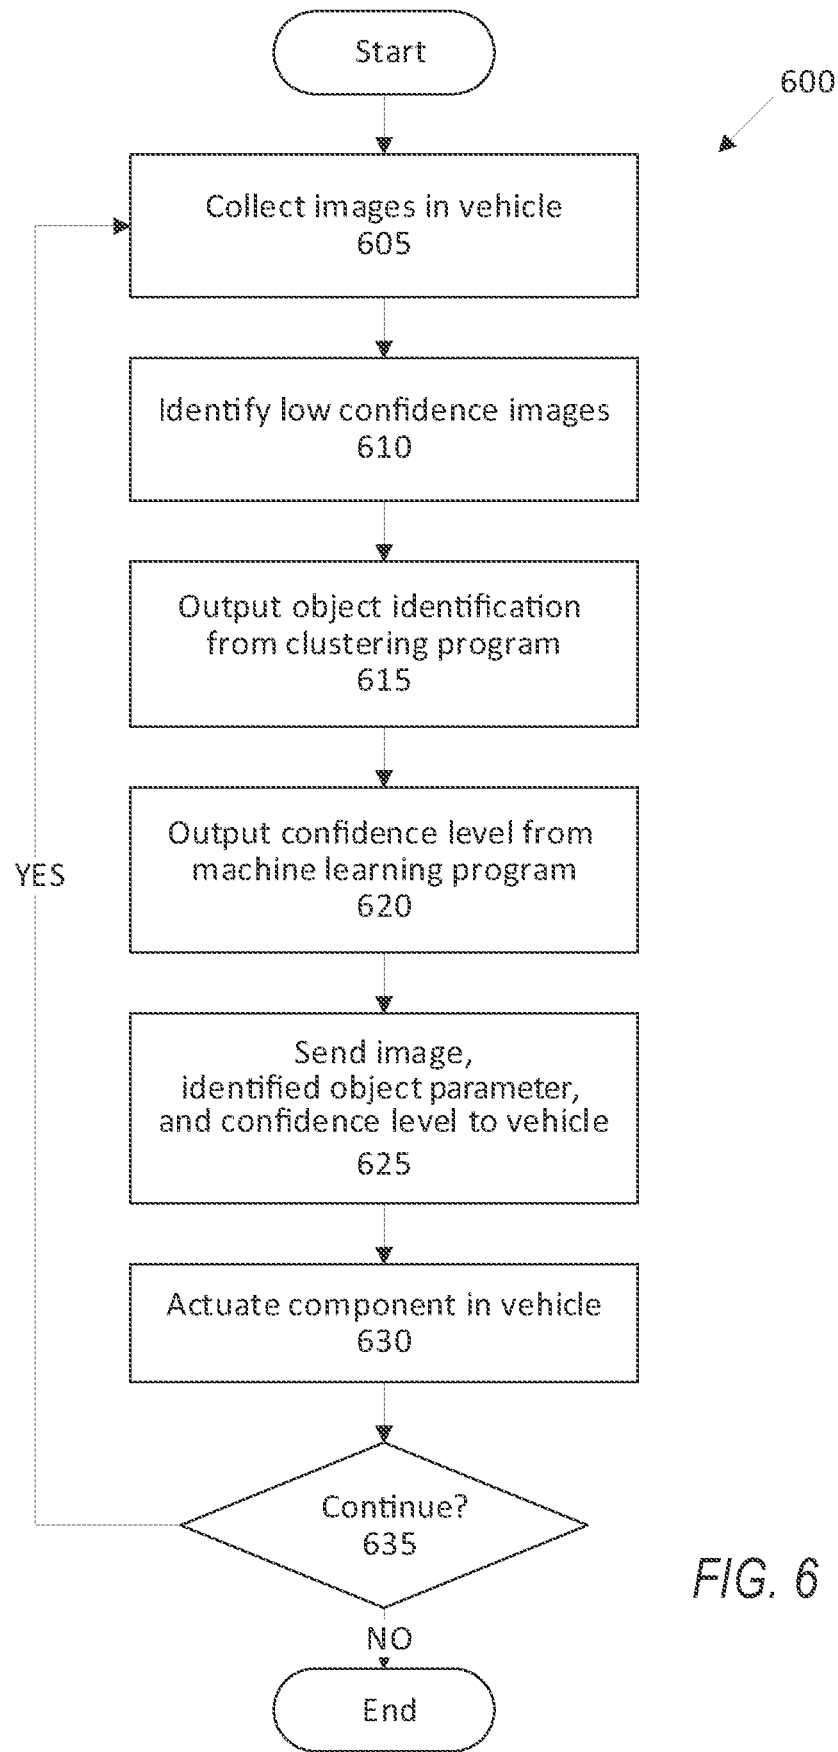 Start
600
Collect images in vehicle
605
Identify low confidence images
610
Output object identification
from clustering program
615
Output confidence level from
machine learning program
620
YES
Send image,
identified object parameter,
and confidence level to vehicle
625
Actuate component in vehicle
630
Continue?
635
FIG. 6
NO
End